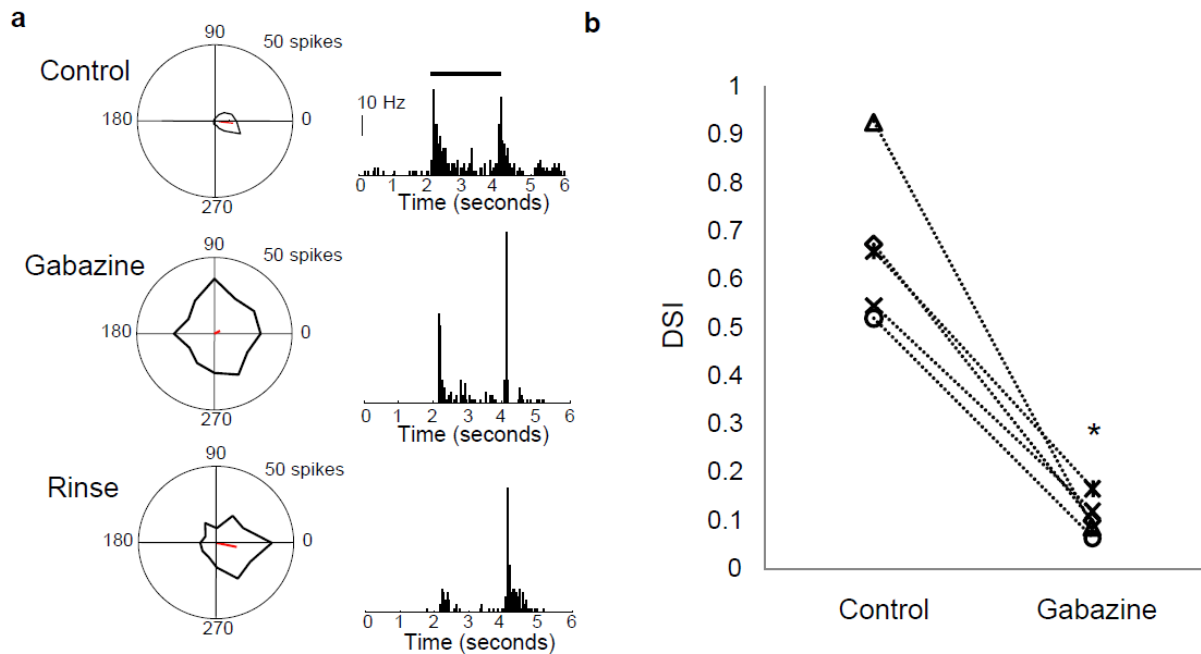 a
Control
90
50 spikes
180
0
270
10 Hz
0 1 2 3 4 5 6
Time (seconds)
Gabazine
90
50 spikes
180
0
270
0 1 2 3 4 5 6
Time (seconds)
Rinse
90
50 spikes
180
0
270
0 1 2 3 4 5 6
Time (seconds)
b
DSI
1
0.9
0.8
0.7
0.6
0.5
0.4
0.3
0.2
0.1
0
*
Control Gabazine